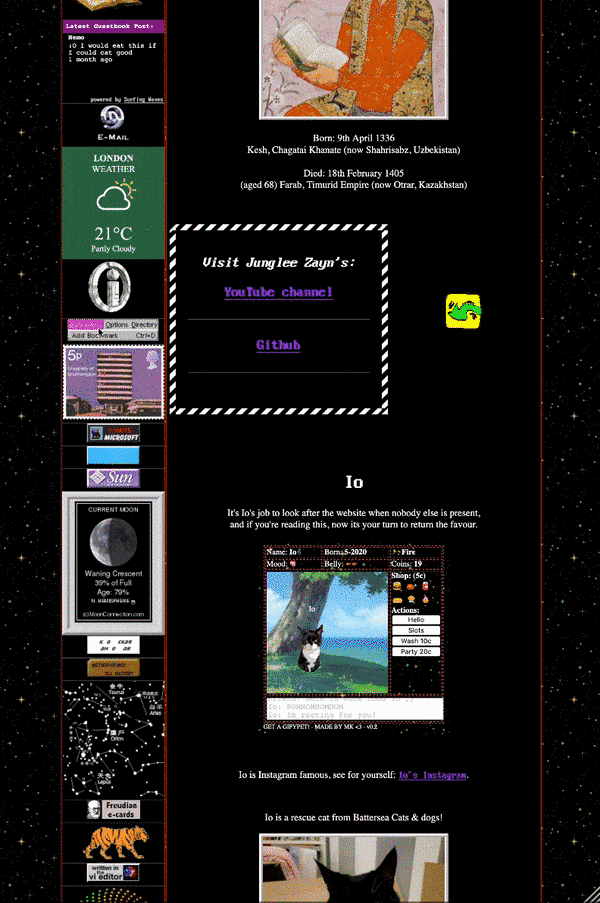 Latest Guestbook Post:
Nemo
:O I would eat this if
I could eat good
1 month ago
powered by Surfing Waves
E-MAIL
LONDON
WEATHER
21°C
Partly Cloudy
Options Directory
Add Bookmark Ctrl+D
5p
University of
Southampton
MICROSOFT
Sun
CURRENT MOON
Waning Crescent
39% of Full
Age: 79%
N. HEMISPHERE
(c)MoonConnection.com
Taurus
Orion
Lepus
Freudian
e-cards
written in
the
vi editor
Born: 9th April 1336
Kesh, Chagatai Khanate (now Shahrisabz, Uzbekistan)
Died: 18th February 1405
(aged 68) Farab, Timurid Empire (now Otrar, Kazakhstan)
Visit Junglee Zayn's:
YouTube channel
Github
Io
It's Io's job to look after the website when nobody else is present,
and if you're reading this, now its your turn to return the favour.
Name: Io Born: 5-2020 Fire
Mood: Belly: Coins: 19
Shop: (5c)
Io
Actions:
Hello
Slots
Wash 10c
Party 20c
Io: NOMNOMNOMNOM
Io: Im rooting for you!
GET A GIFYPET! - MADE BY MK <3 - v0.2
Io is Instagram famous, see for yourself: Io's Instagram.
Io is a rescue cat from Battersea Cats & dogs!